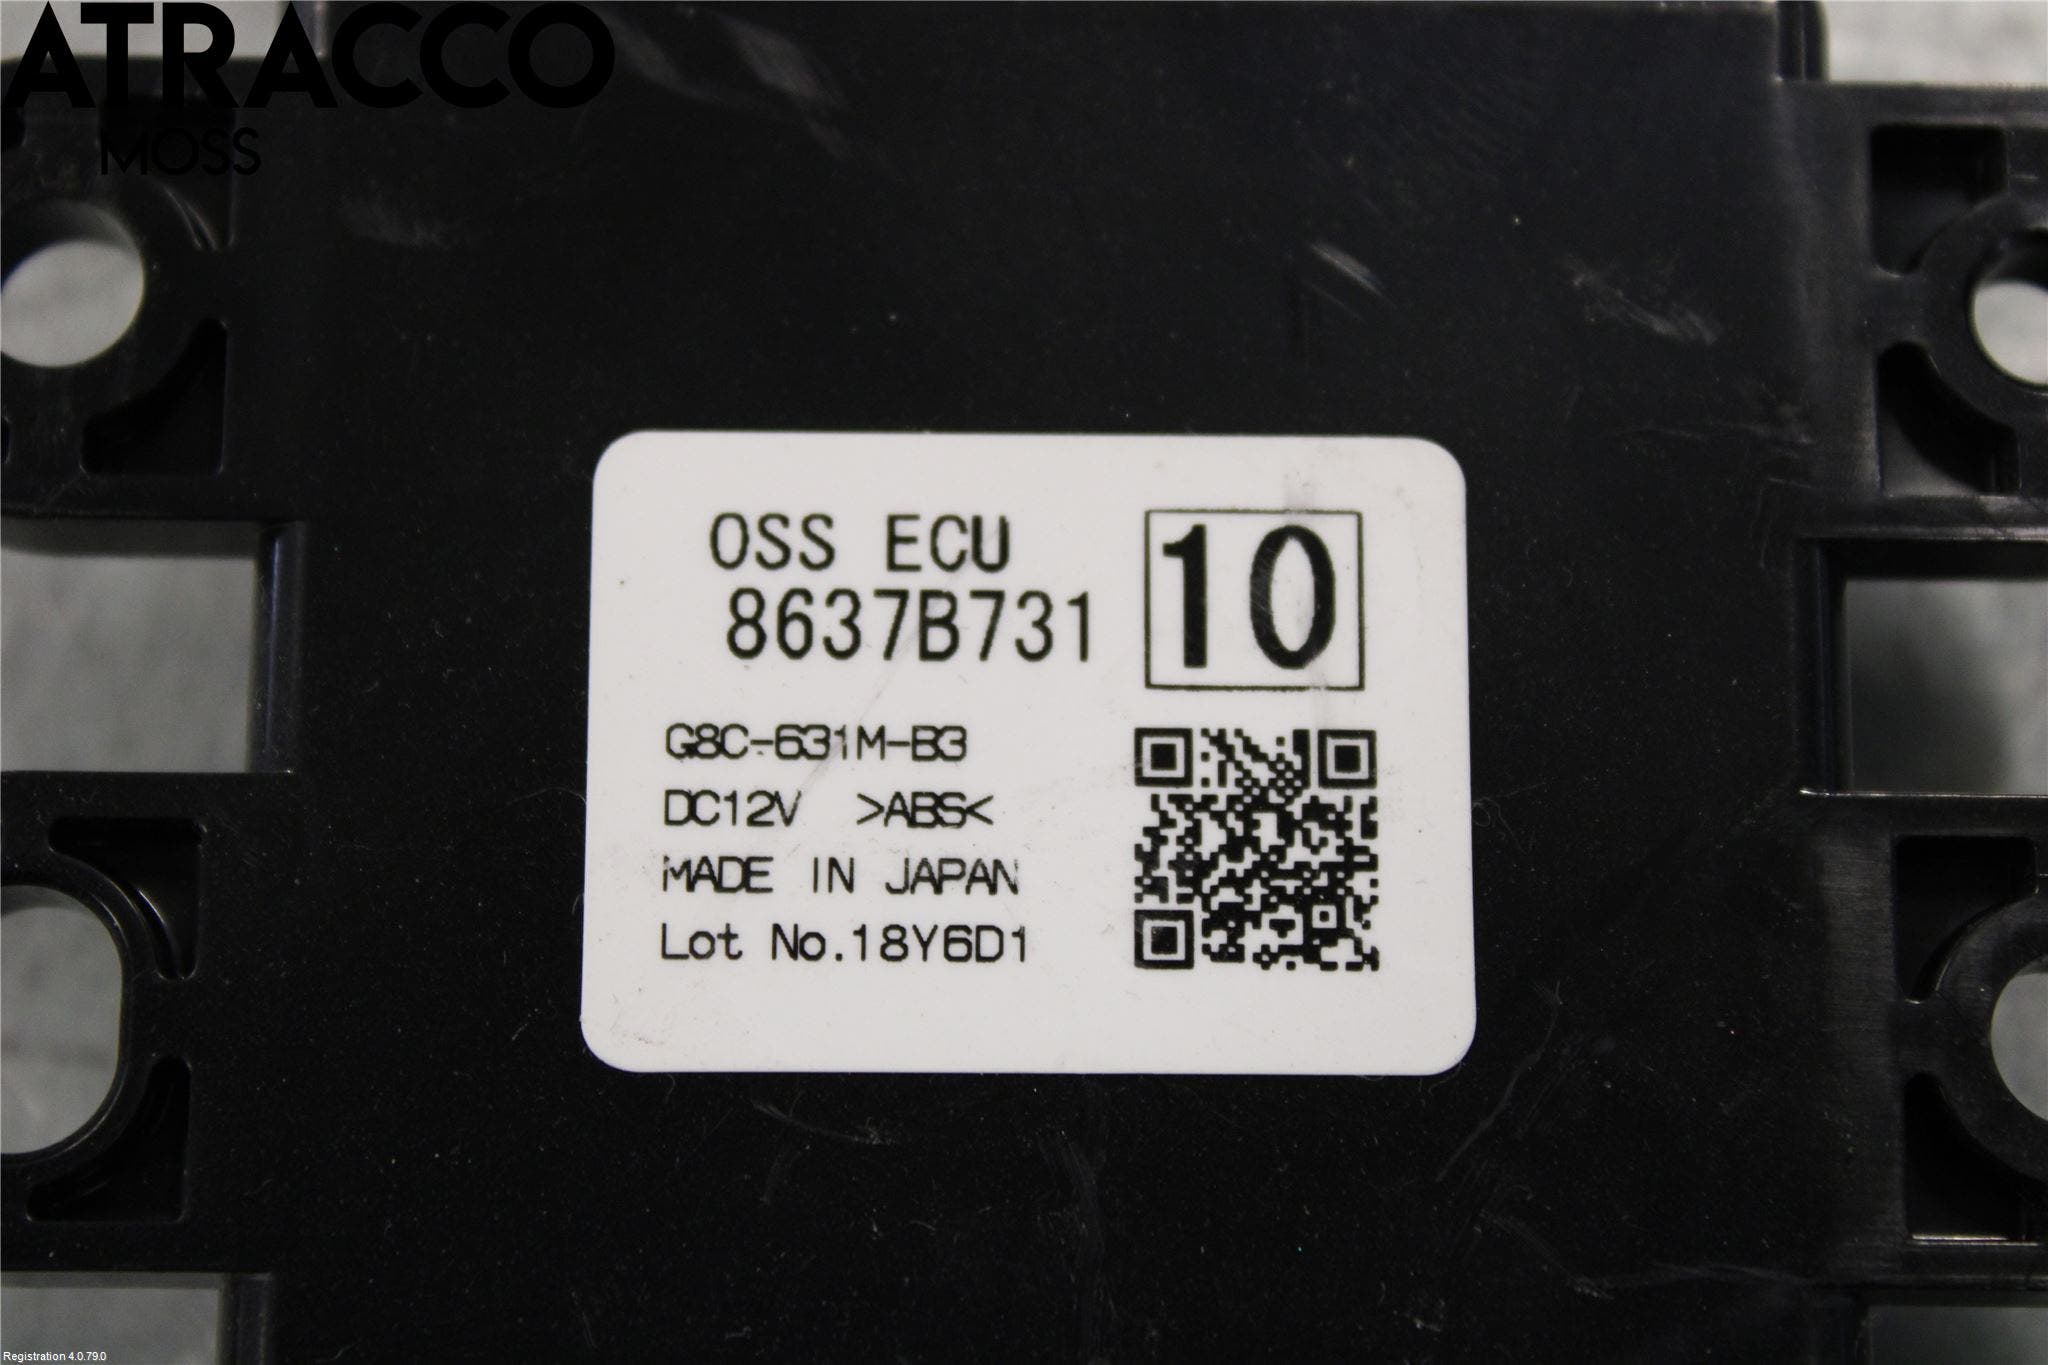 ATRACCO
MOSS
OSS ECU
8637B731
10
G8C-631M-B3
DC12V >ABS<
MADE IN JAPAN
Lot No.18Y6D1
Registration 4.0.79.0